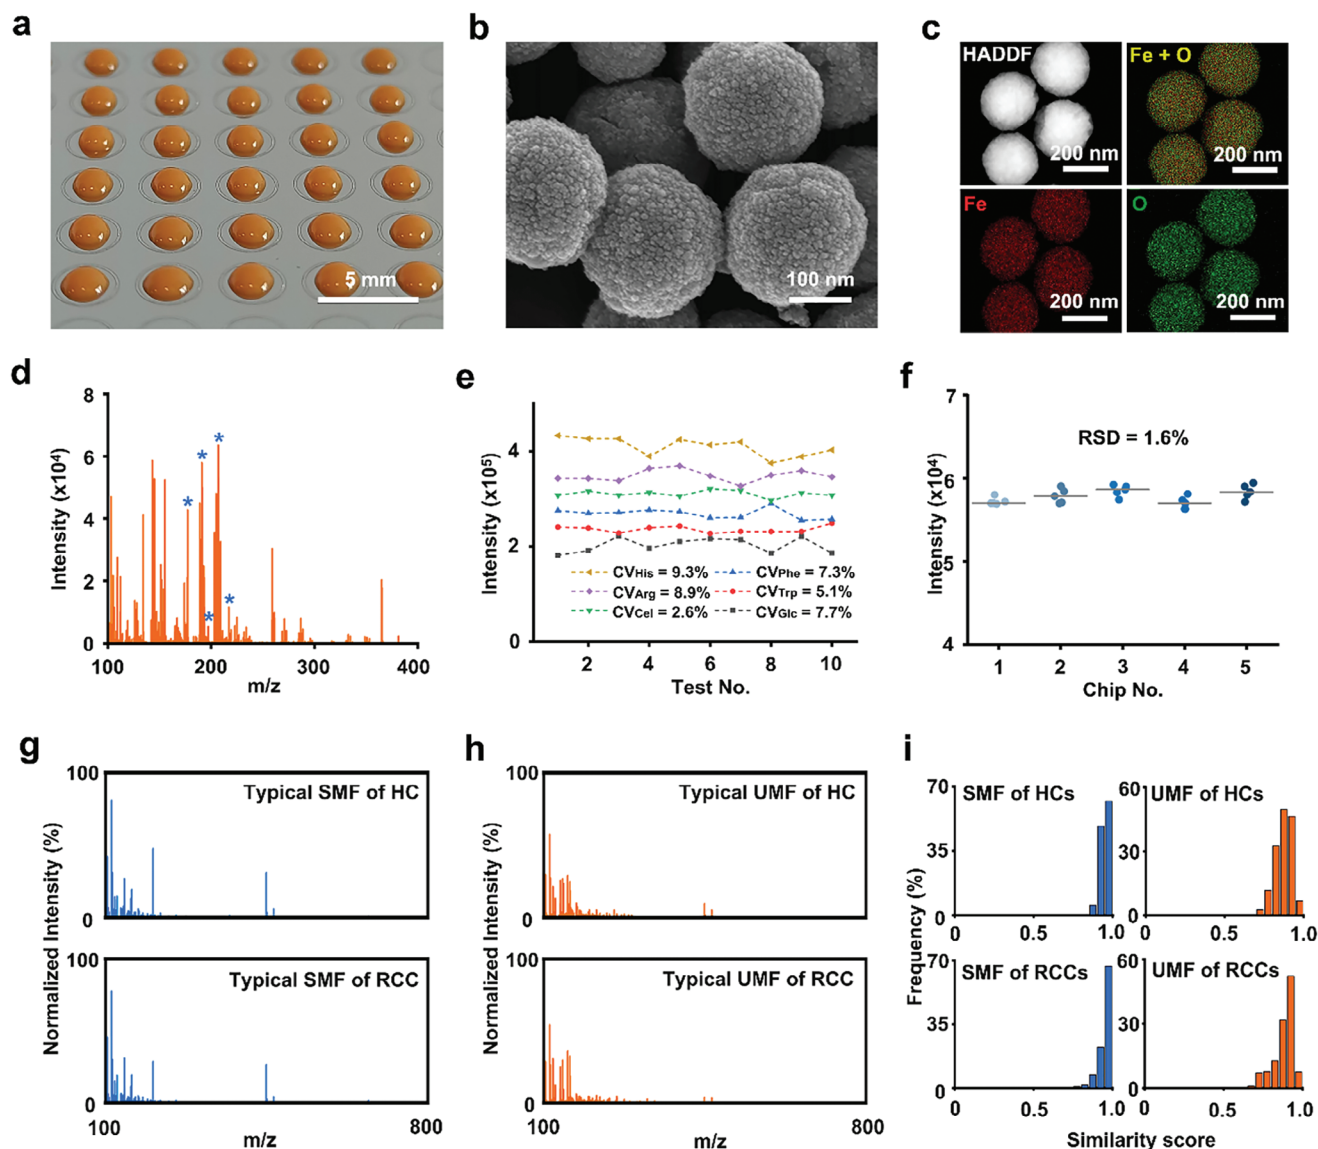 a
5 mm
b
100 nm
c
HADDF
200 nm
Fe + O
200 nm
Fe
200 nm
O
200 nm
d
Intensity (x10⁴)
8
6
4
2
0
* * * * *
100 200 300 400
m/z
e
Intensity (x10⁵)
4
2
0
CVHis = 9.3%
CVPhe = 7.3%
CVArg = 8.9%
CVTrp = 5.1%
CVCel = 2.6%
CVGlc = 7.7%
2 4 6 8 10
Test No.
f
Intensity (x10⁴)
7
6
5
4
RSD = 1.6%
1 2 3 4 5
Chip No.
g
Normalized Intensity (%)
100
Typical SMF of HC
0
100
Typical SMF of RCC
0
100 800
m/z
h
Normalized Intensity (%)
100
Typical UMF of HC
0
100
Typical UMF of RCC
0
100 800
m/z
i
Frequency (%)
70
35
0
SMF of HCs
0 0.5 1.0
60
30
0
UMF of HCs
0 0.5 1.0
70
35
0
SMF of RCCs
0 0.5 1.0
60
30
0
UMF of RCCs
0 0.5 1.0
Similarity score